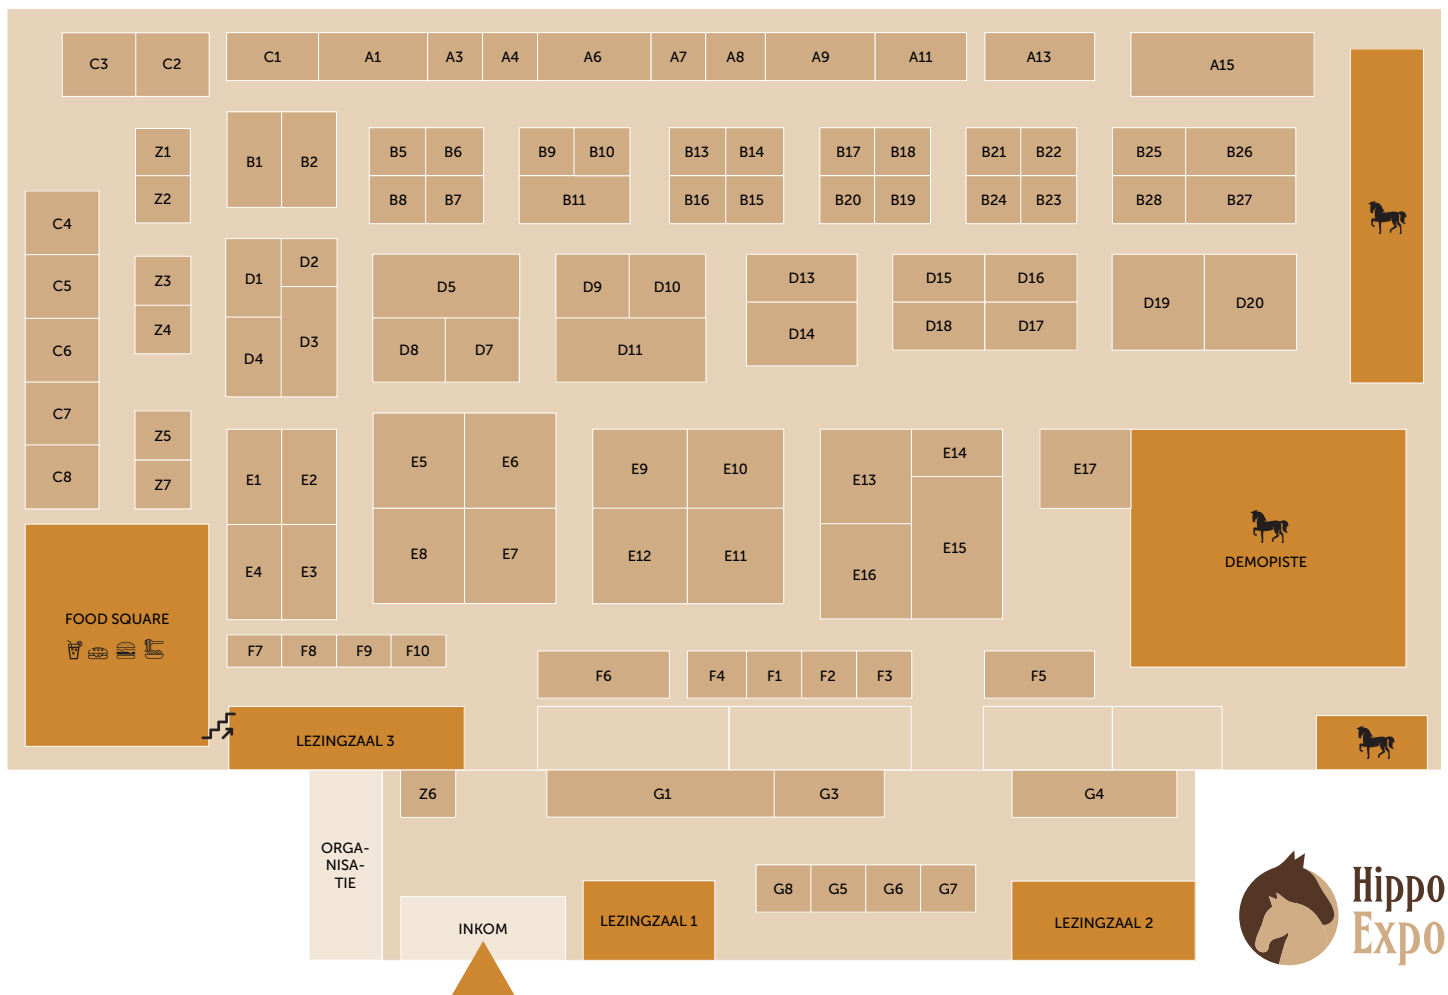 C3 C2 C1 A1 A3 A4 A6 A7 A8 A9 A11 A13 A15
Z1 B1 B2 B5 B6 B9 B10 B13 B14 B17 B18 B21 B22 B25 B26
Z2 B8 B7 B11 B16 B15 B20 B19 B24 B23 B28 B27
C4
C5 Z3 D1 D2 D5 D9 D10 D13 D15 D16 D19 D20
C6 Z4 D4 D3 D8 D7 D11 D14 D18 D17
C7 Z5 E5 E6 E9 E10 E13 E14 E17
C8 Z7 E1 E2
E4 E3 E8 E7 E12 E11 E16 E15 DEMOPISTE
FOOD SQUARE
F7 F8 F9 F10 F6 F4 F1 F2 F3 F5
LEZINGZAAL 3
Z6 G1 G3 G4
ORGA-
NISA-
TIE
G8 G5 G6 G7
INKOM LEZINGZAAL 1 LEZINGZAAL 2
Hippo
Expo